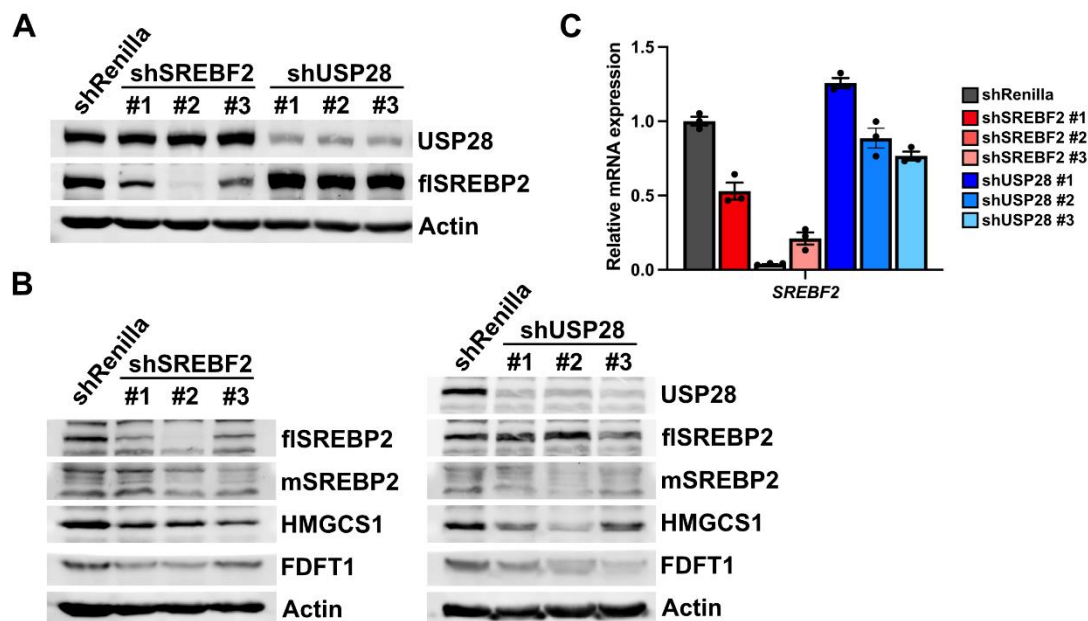 A
shRenilla
shSREBF2
shUSP28
#1 #2 #3 #1 #2 #3
USP28
flSREBP2
Actin
B
shRenilla
shSREBF2
#1 #2 #3
flSREBP2
mSREBP2
HMGCS1
FDFT1
Actin
shRenilla
shUSP28
#1 #2 #3
USP28
flSREBP2
mSREBP2
HMGCS1
FDFT1
Actin
C
Relative mRNA expression
1.5
1.0
0.5
0.0
SREBF2
shRenilla
shSREBF2 #1
shSREBF2 #2
shSREBF2 #3
shUSP28 #1
shUSP28 #2
shUSP28 #3